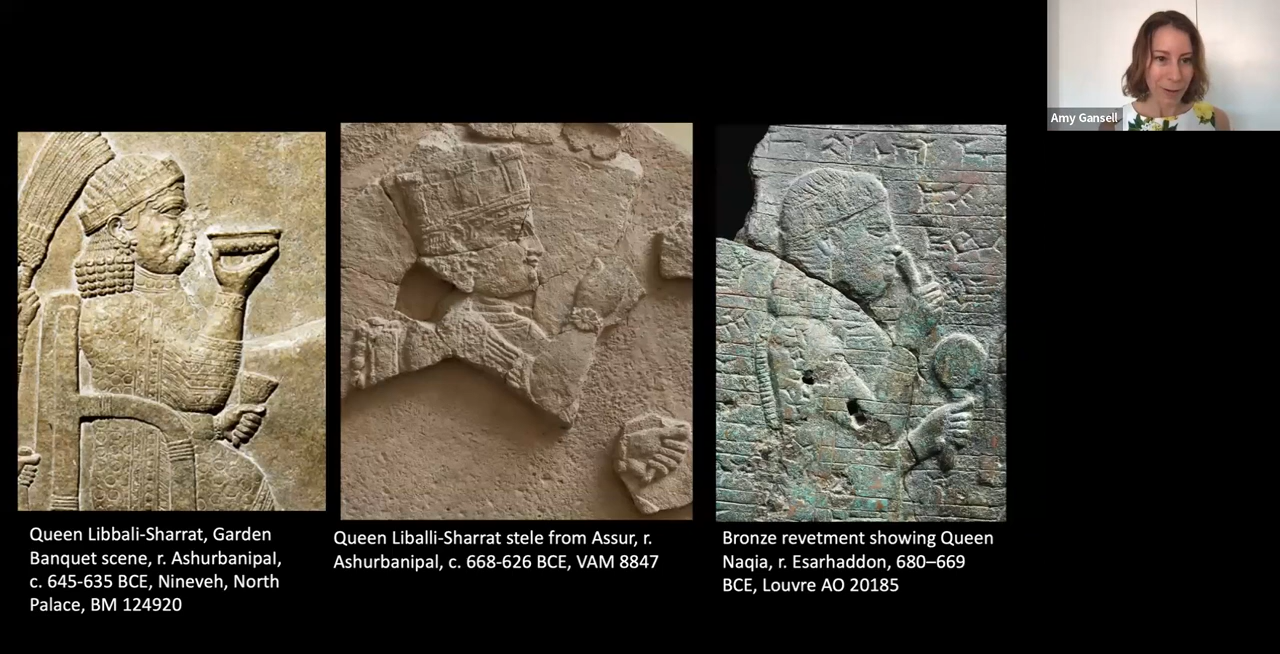 Amy Gansell
Queen Libbali-Sharrat, Garden
Banquet scene, r. Ashurbanipal,
c. 645-635 BCE, Nineveh, North
Palace, BM 124920
Queen Liballi-Sharrat stele from Assur, r.
Ashurbanipal, c. 668-626 BCE, VAM 8847
Bronze revetment showing Queen
Naqia, r. Esarhaddon, 680–669
BCE, Louvre AO 20185